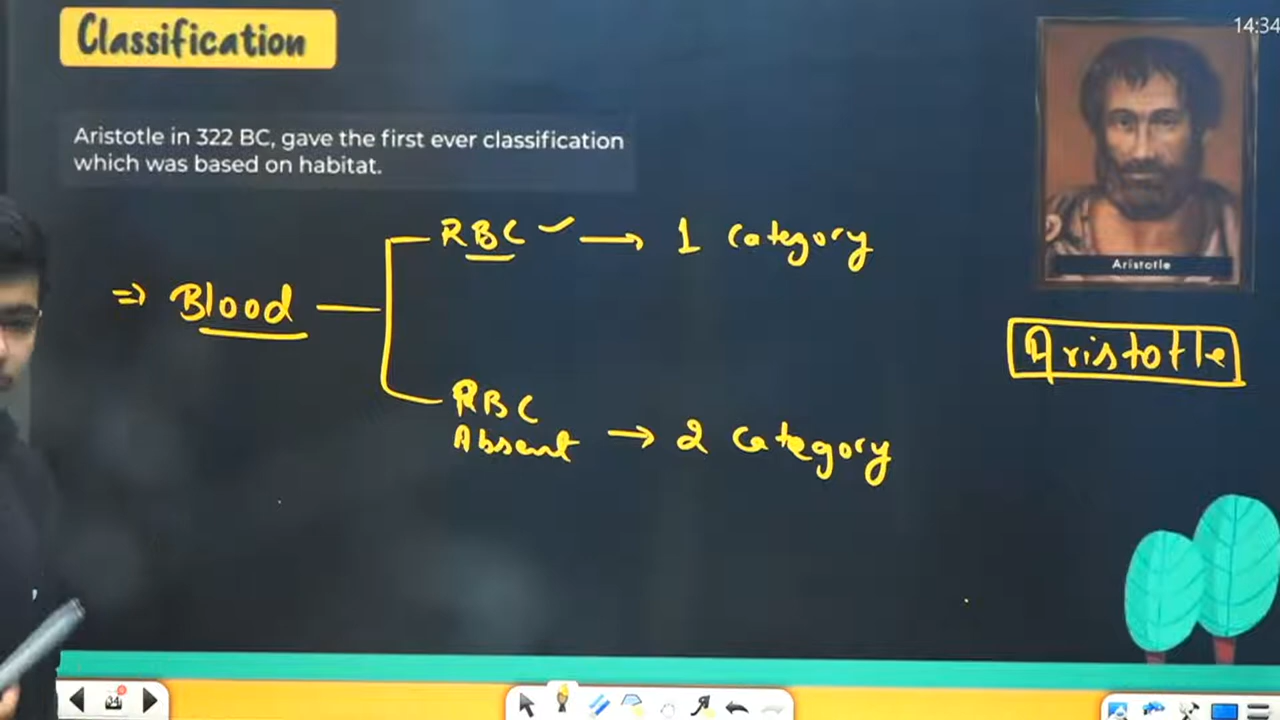 Classification
14:34
Aristotle in 322 BC, gave the first ever classification
which was based on habitat.
RBC ✓ → 1 Category
⇒ Blood
Aristotle
Aristotle
RBC
Absent → 2 Category
34